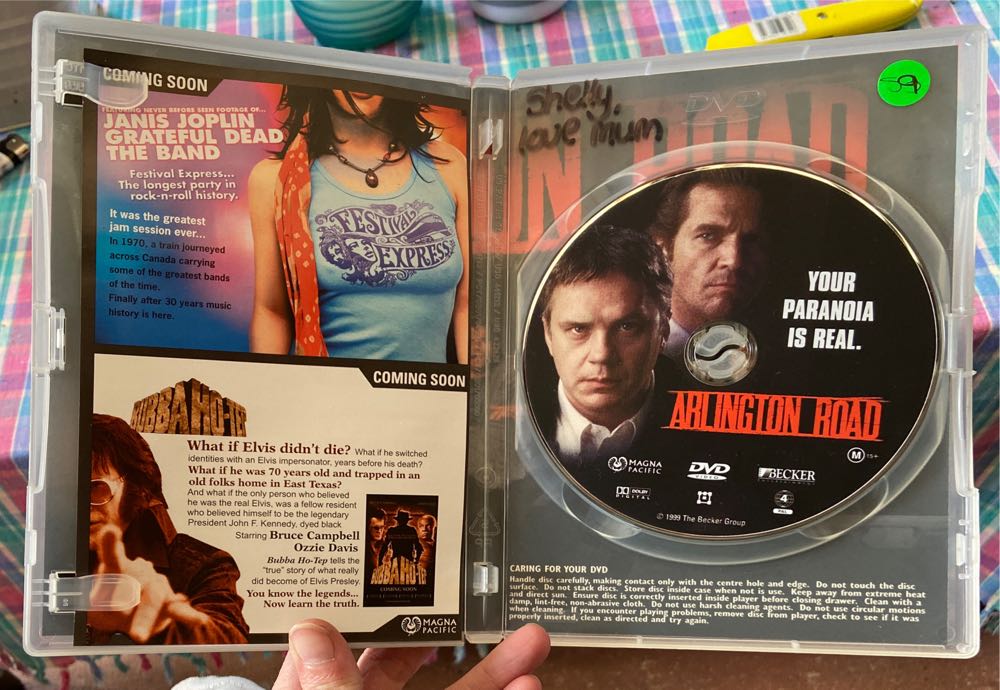 COMING SOON
FEATURING NEVER BEFORE SEEN FOOTAGE OF...
JANIS JOPLIN
GRATEFUL DEAD
THE BAND
Festival Express...
The longest party in
rock-n-roll history.
It was the greatest
jam session ever...
In 1970, a train journeyed
across Canada carrying
some of the greatest bands
of the time.
Finally after 30 years music
history is here.
FESTIVAL
EXPRESS
COMING SOON
BUBBA HO-TEP
What if Elvis didn't die? What if he switched
identities with an Elvis impersonator, years before his death?
What if he was 70 years old and trapped in an
old folks home in East Texas?
And what if the only person who believed
he was the real Elvis, was a fellow resident
who believed himself to be the legendary
President John F. Kennedy, dyed black
Starring Bruce Campbell
Ozzie Davis
Bubba Ho-Tep tells the
"true" story of what really
did become of Elvis Presley.
You know the legends...
Now learn the truth.
BUBBA HO-TEP
COMING SOON
MAGNA
PACIFIC
Shelly,
love Mum
DVD
N ROAD
YOUR
PARANOIA
IS REAL.
ARLINGTON ROAD
M 15+
MAGNA
PACIFIC
DVD
VIDEO
BECKER
ENTERTAINMENT
DOLBY
DIGITAL
4
PAL
© 1999 The Becker Group
CARING FOR YOUR DVD
Handle disc carefully, making contact only with the centre hole and edge. Do not touch the disc
surface. Do not stack discs. Store disc inside case when not is use. Keep away from extreme heat
and direct sun. Ensure disc is correctly inserted inside player before closing drawer. Clean with a
damp, lint-free, non-abrasive cloth. Do not use harsh cleaning agents. Do not use circular motions
when cleaning. If you encounter playing problems, remove disc from player, check to see if it was
properly inserted, clean as directed and try again.